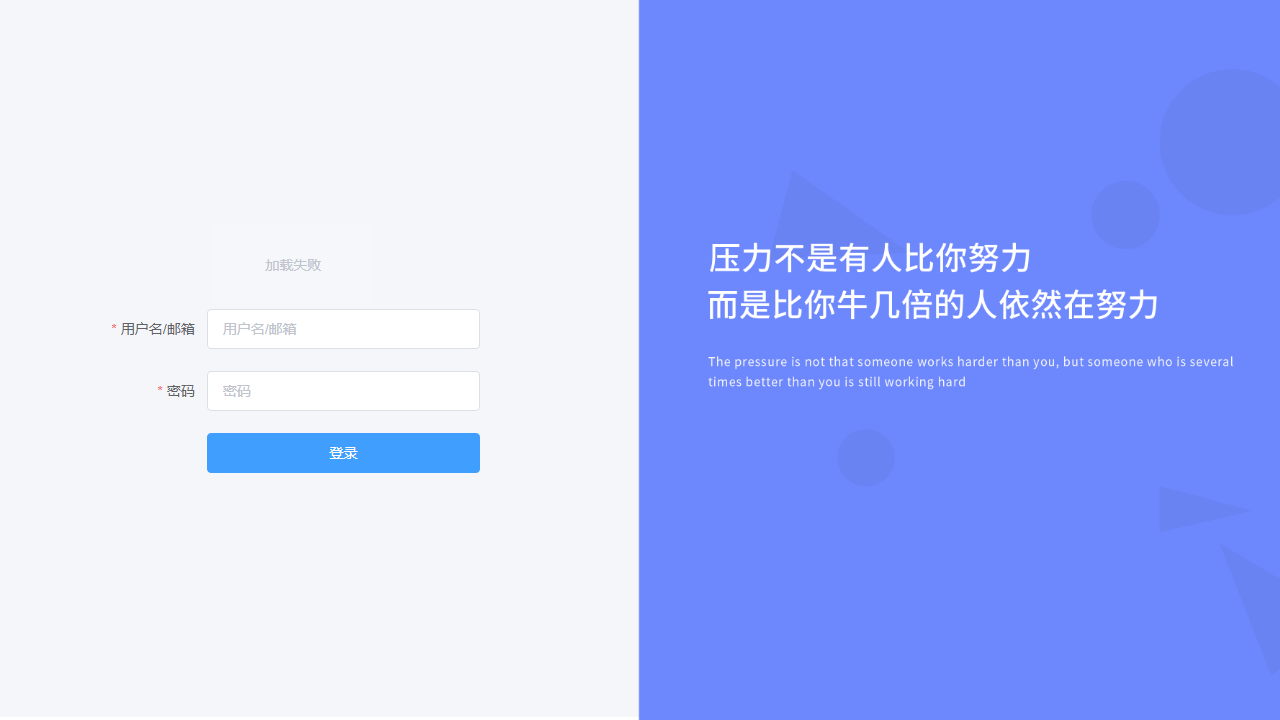 加载失败
* 用户名/邮箱
用户名/邮箱
* 密码
密码
登录
压力不是有人比你努力
而是比你牛几倍的人依然在努力
The pressure is not that someone works harder than you, but someone who is several
times better than you is still working hard